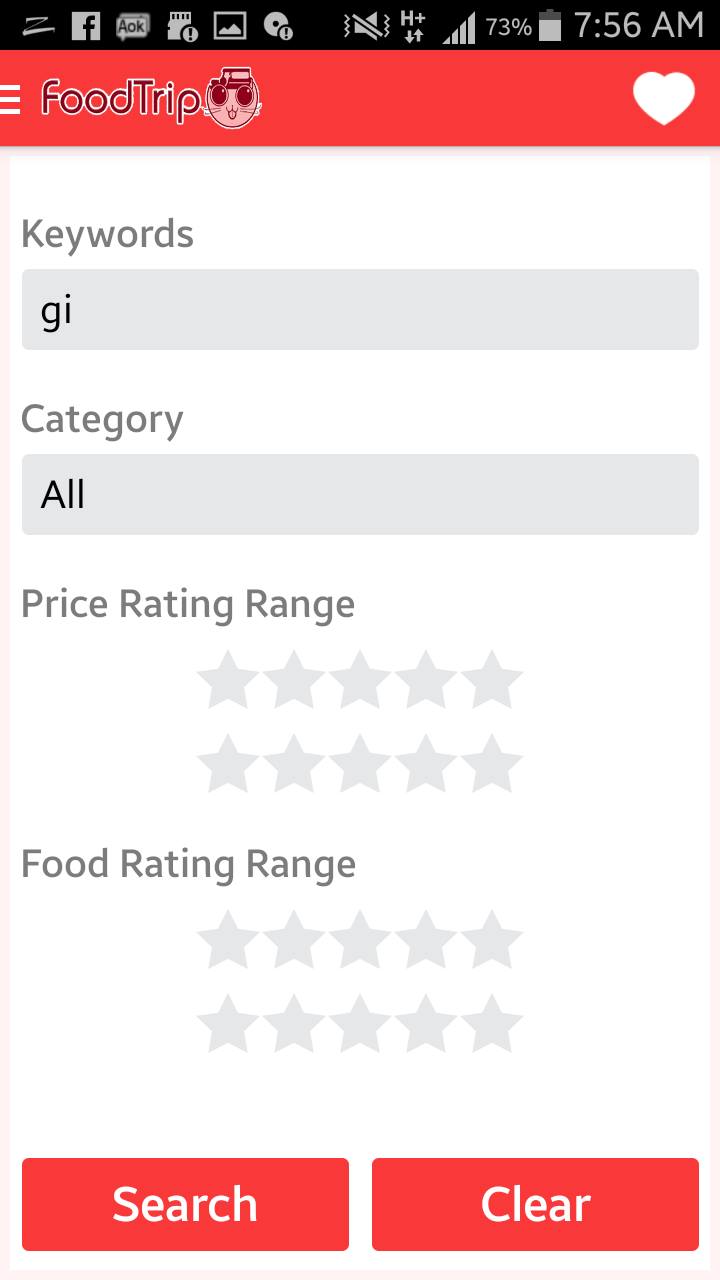 Aok H+ 73% 7:56 AM
FoodTrip
Keywords
gi
Category
All
Price Rating Range
Food Rating Range
Search Clear